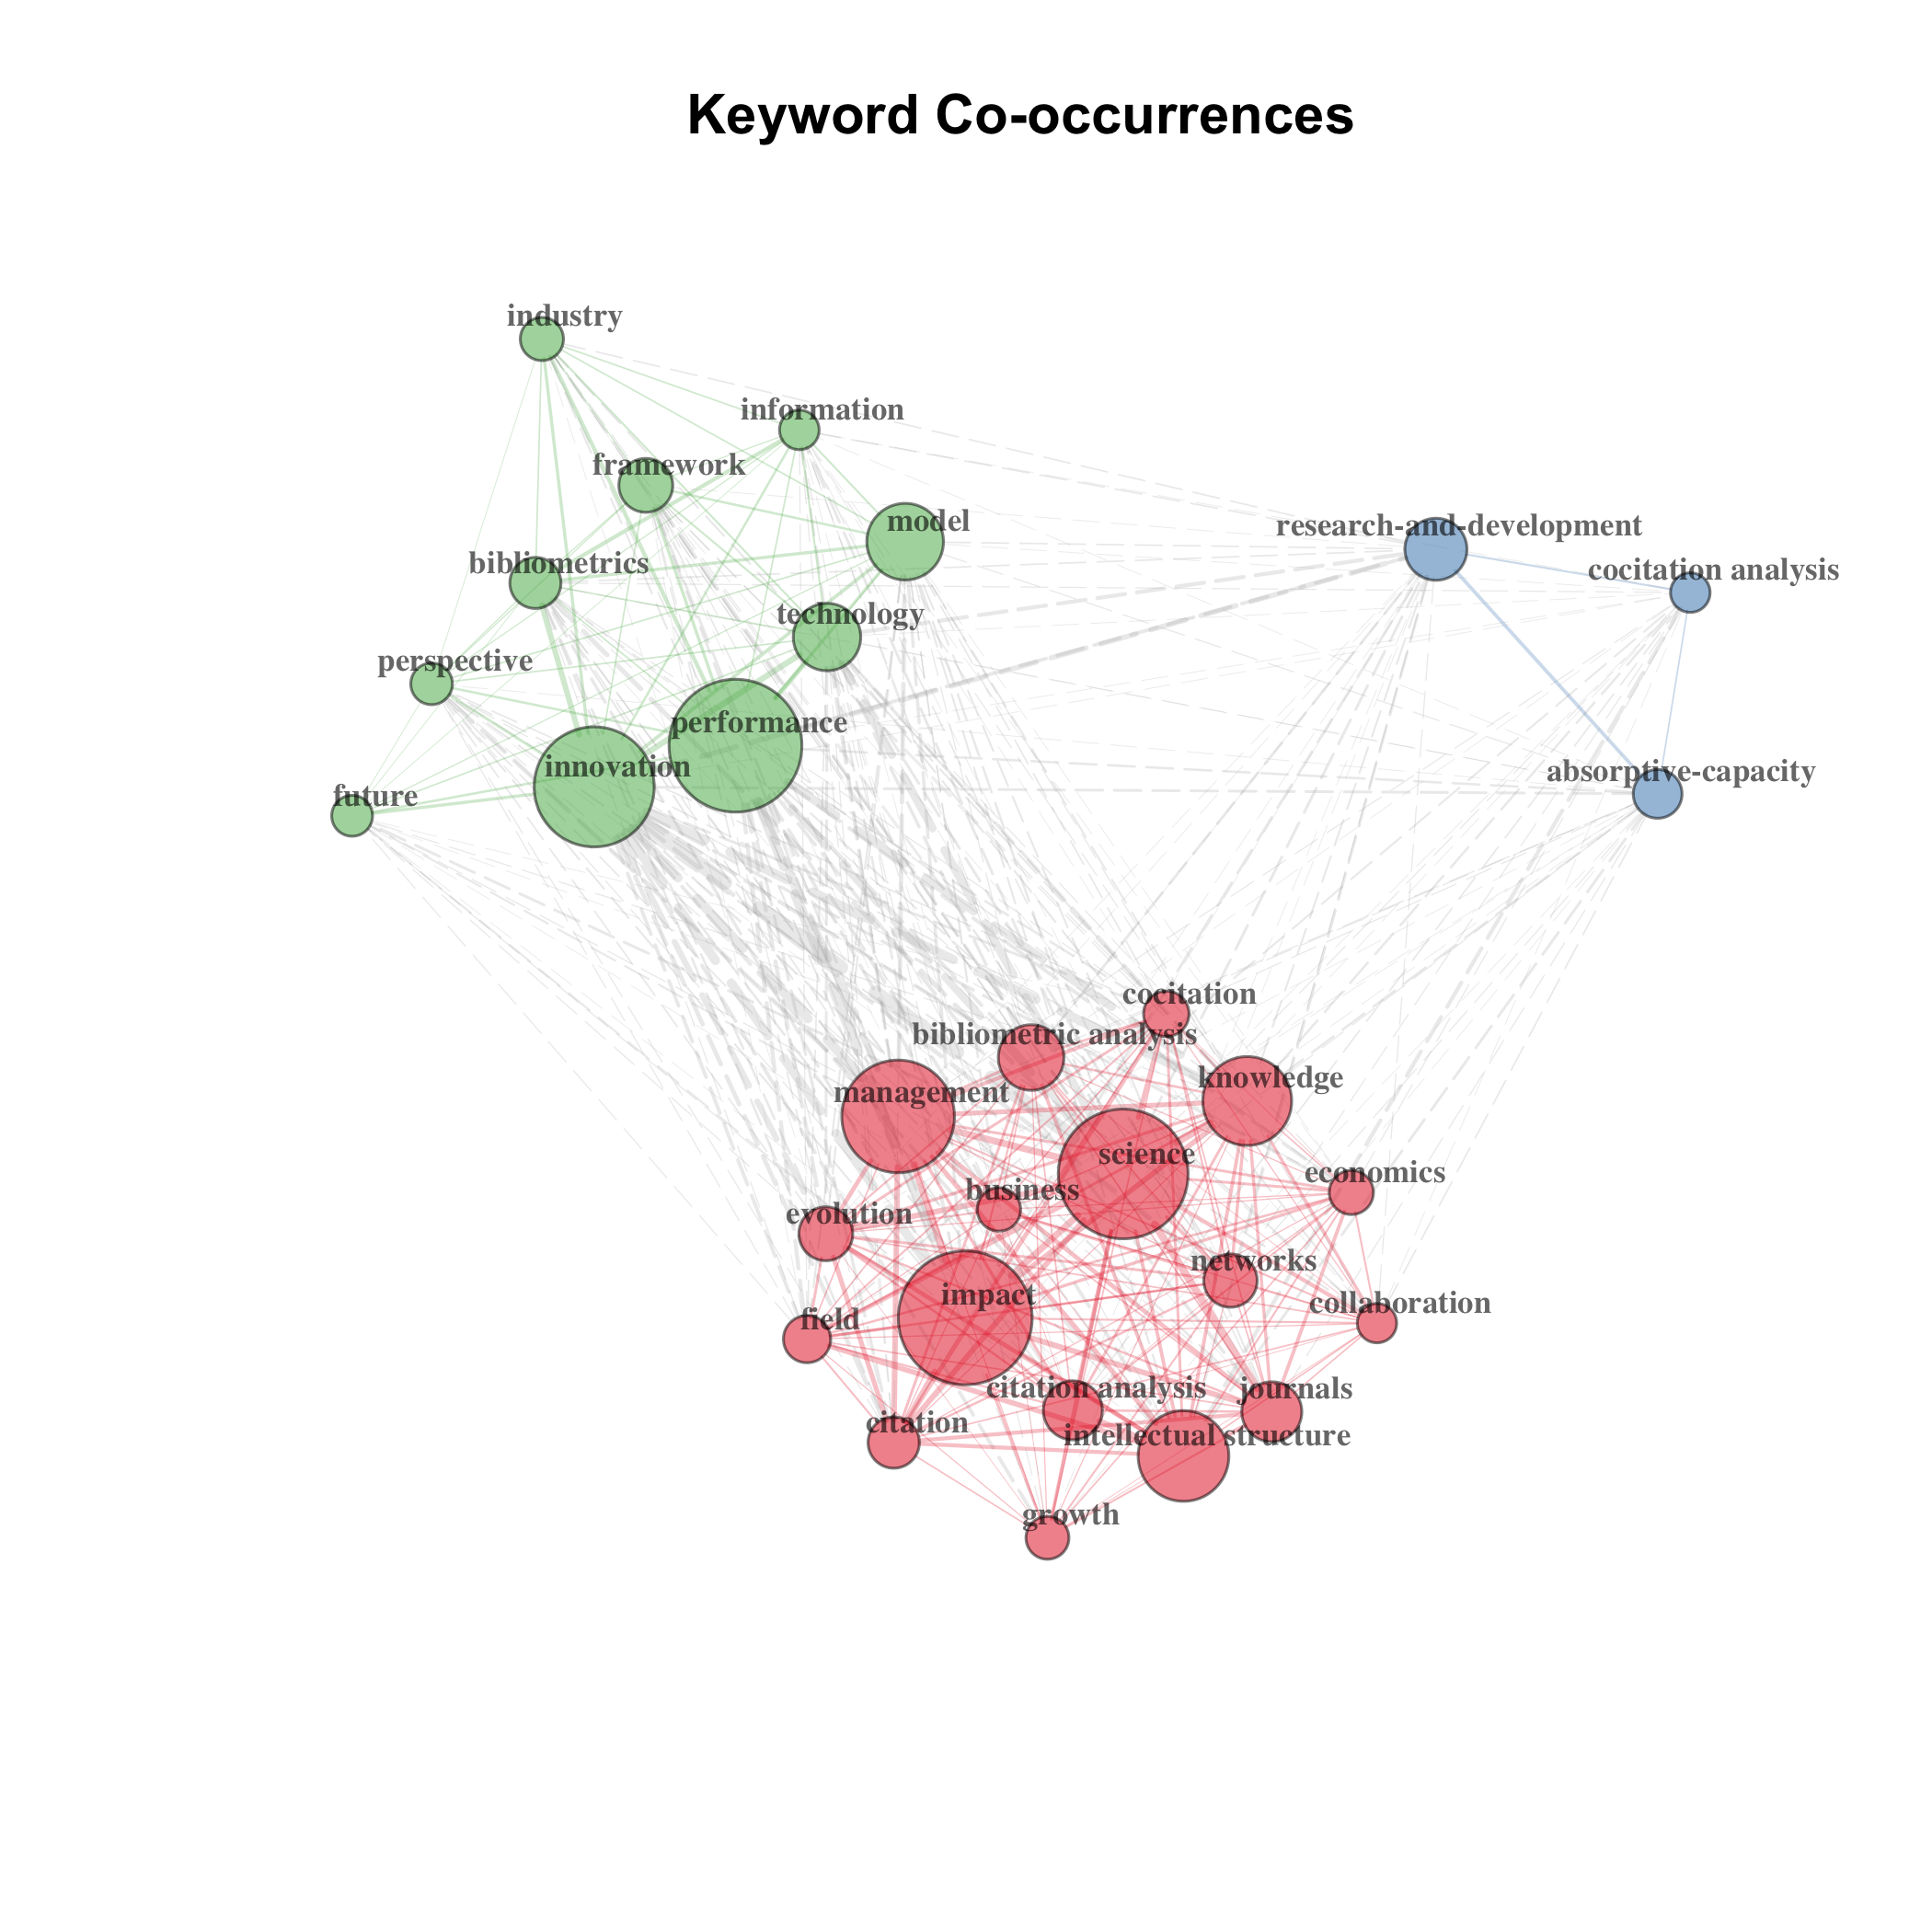 Keyword Co-occurrences
industry
information
framework
model
research-and-development
bibliometrics
cocitation analysis
technology
perspective
performance
innovation
absorptive-capacity
future
cocitation
bibliometric analysis
knowledge
management
science
economics
business
evolution
networks
impact
collaboration
field
citation analysis
journals
citation
intellectual structure
growth